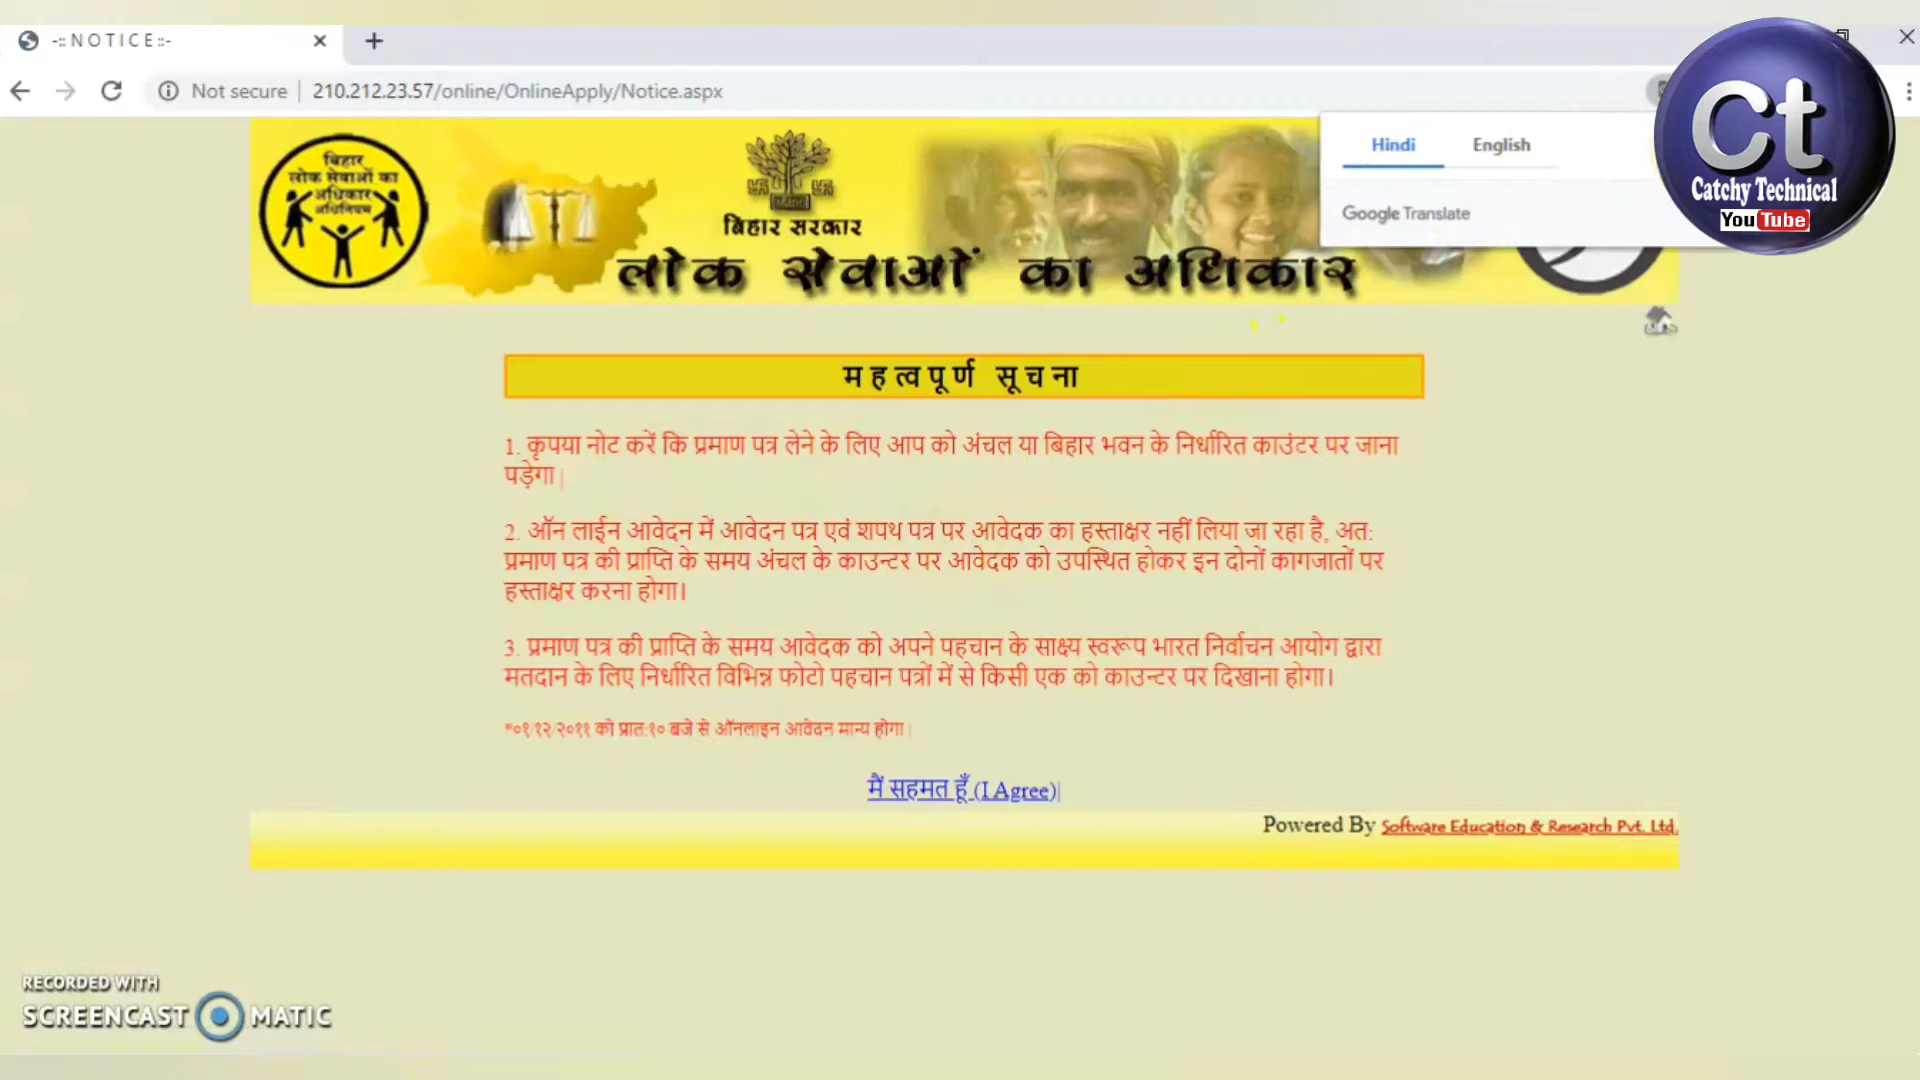 -:: N O T I C E ::-
Not secure | 210.212.23.57/online/OnlineApply/Notice.aspx
Ct
Catchy Technical
YouTube
Hindi English
Google Translate
बिहार
लोक सेवाओं का
अधिकार
अधिनियम
बिहार सरकार
लोक सेवाओं का अधिकार
म ह त्व पू र्ण सू च ना
1. कृपया नोट करें कि प्रमाण पत्र लेने के लिए आप को अंचल या बिहार भवन के निर्धारित काउंटर पर जाना
पड़ेगा |
2. ऑन लाईन आवेदन में आवेदन पत्र एवं शपथ पत्र पर आवेदक का हस्ताक्षर नहीं लिया जा रहा है, अत:
प्रमाण पत्र की प्राप्ति के समय अंचल के काउन्टर पर आवेदक को उपस्थित होकर इन दोनों कागजातों पर
हस्ताक्षर करना होगा।
3. प्रमाण पत्र की प्राप्ति के समय आवेदक को अपने पहचान के साक्ष्य स्वरूप भारत निर्वाचन आयोग द्वारा
मतदान के लिए निर्धारित विभिन्न फोटो पहचान पत्रों में से किसी एक को काउन्टर पर दिखाना होगा।
*०१/१२/२०११ को प्रात:१० बजे से ऑनलाइन आवेदन मान्य होगा |
मैं सहमत हूँ (I Agree)|
Powered By Software Education & Research Pvt. Ltd.
RECORDED WITH
SCREENCAST MATIC